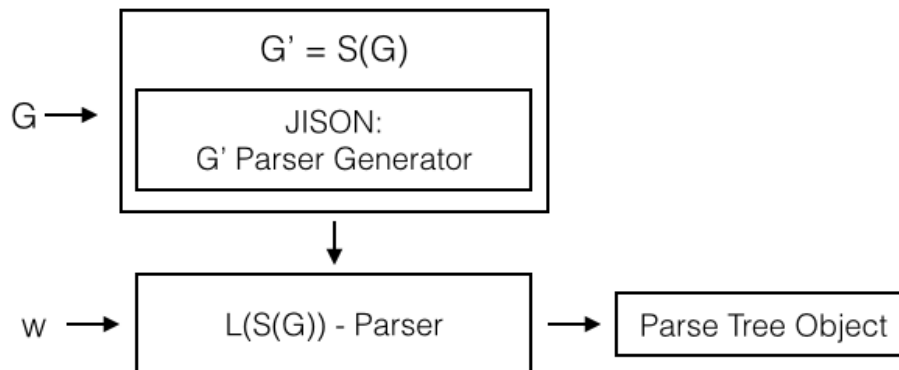 G’ = S(G)
G
JISON:
G’ Parser Generator
w
L(S(G)) - Parser
Parse Tree Object